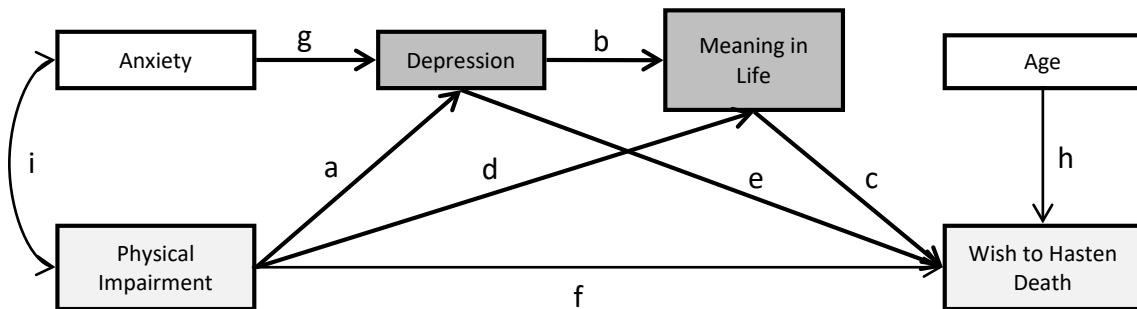 g
b
Anxiety
Depression
Meaning in
Life
Age
i
a
d
e
c
h
Physical
Impairment
Wish to Hasten
Death
f